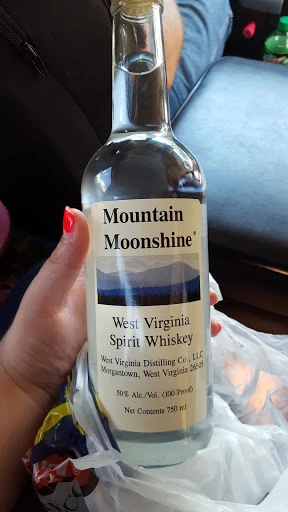 Mountain
Moonshine®
West Virginia
Spirit Whiskey
West Virginia Distilling Co., LLC
Morgantown, West Virginia
50% Alc./Vol. (100 Proof)
Net Contents 750 ml.